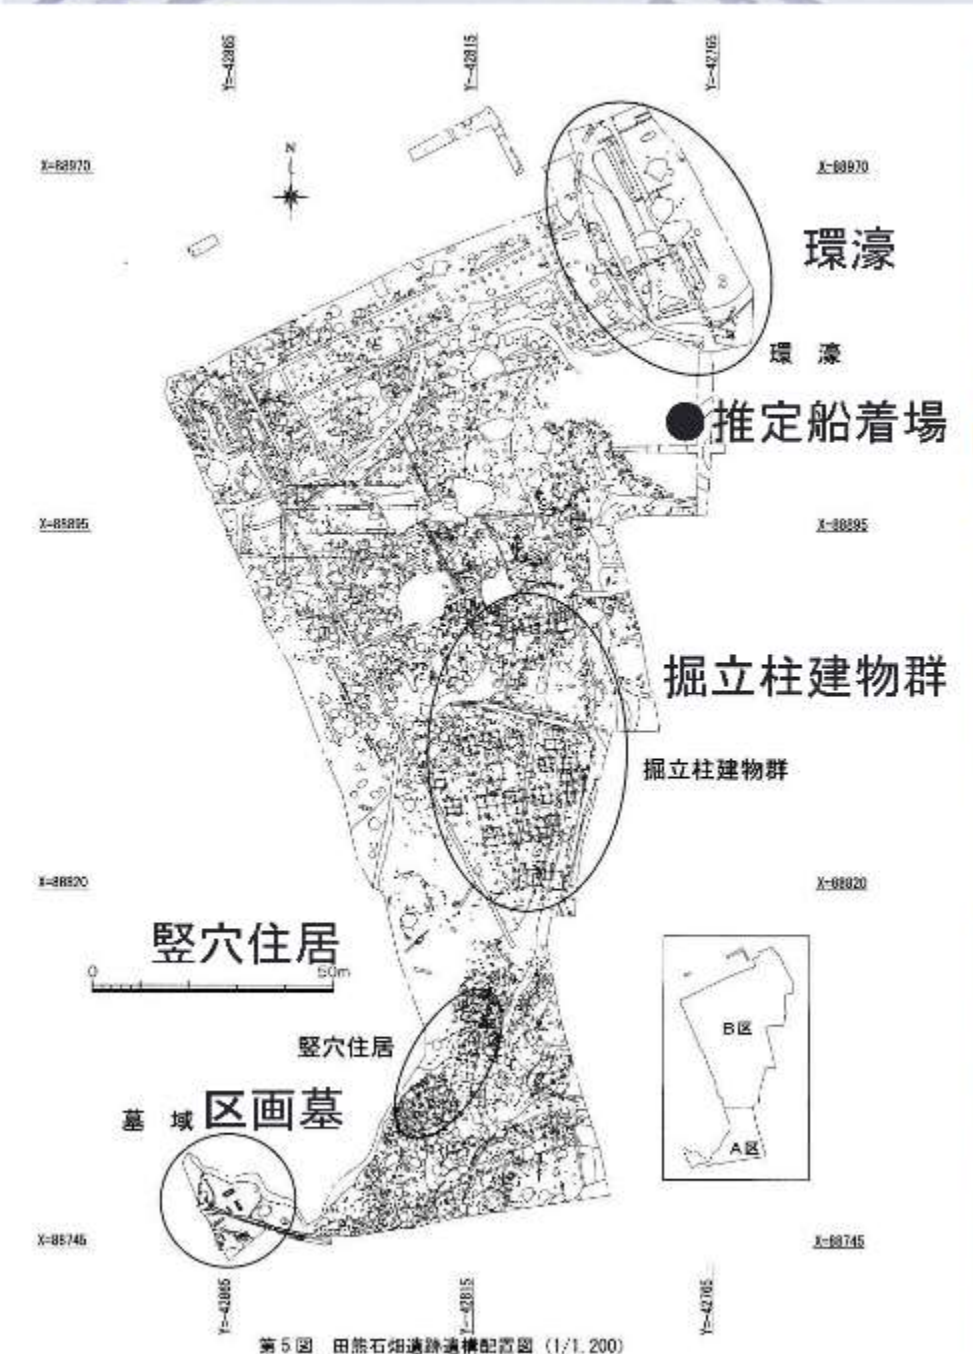 Y=-42865
Y=-42815
Y=-42765
N
X=88970
X=88970
環濠
環 濠
推定船着場
X=88895
X=88895
掘立柱建物群
掘立柱建物群
X=88820
X=88820
竪穴住居
0 50m
竪穴住居
墓 域 区画墓
B区
A区
X=88745
X=88745
Y=-42865
Y=-42815
Y=-42765
第5図 田熊石畑遺跡遺構配置図 (1/1,200)